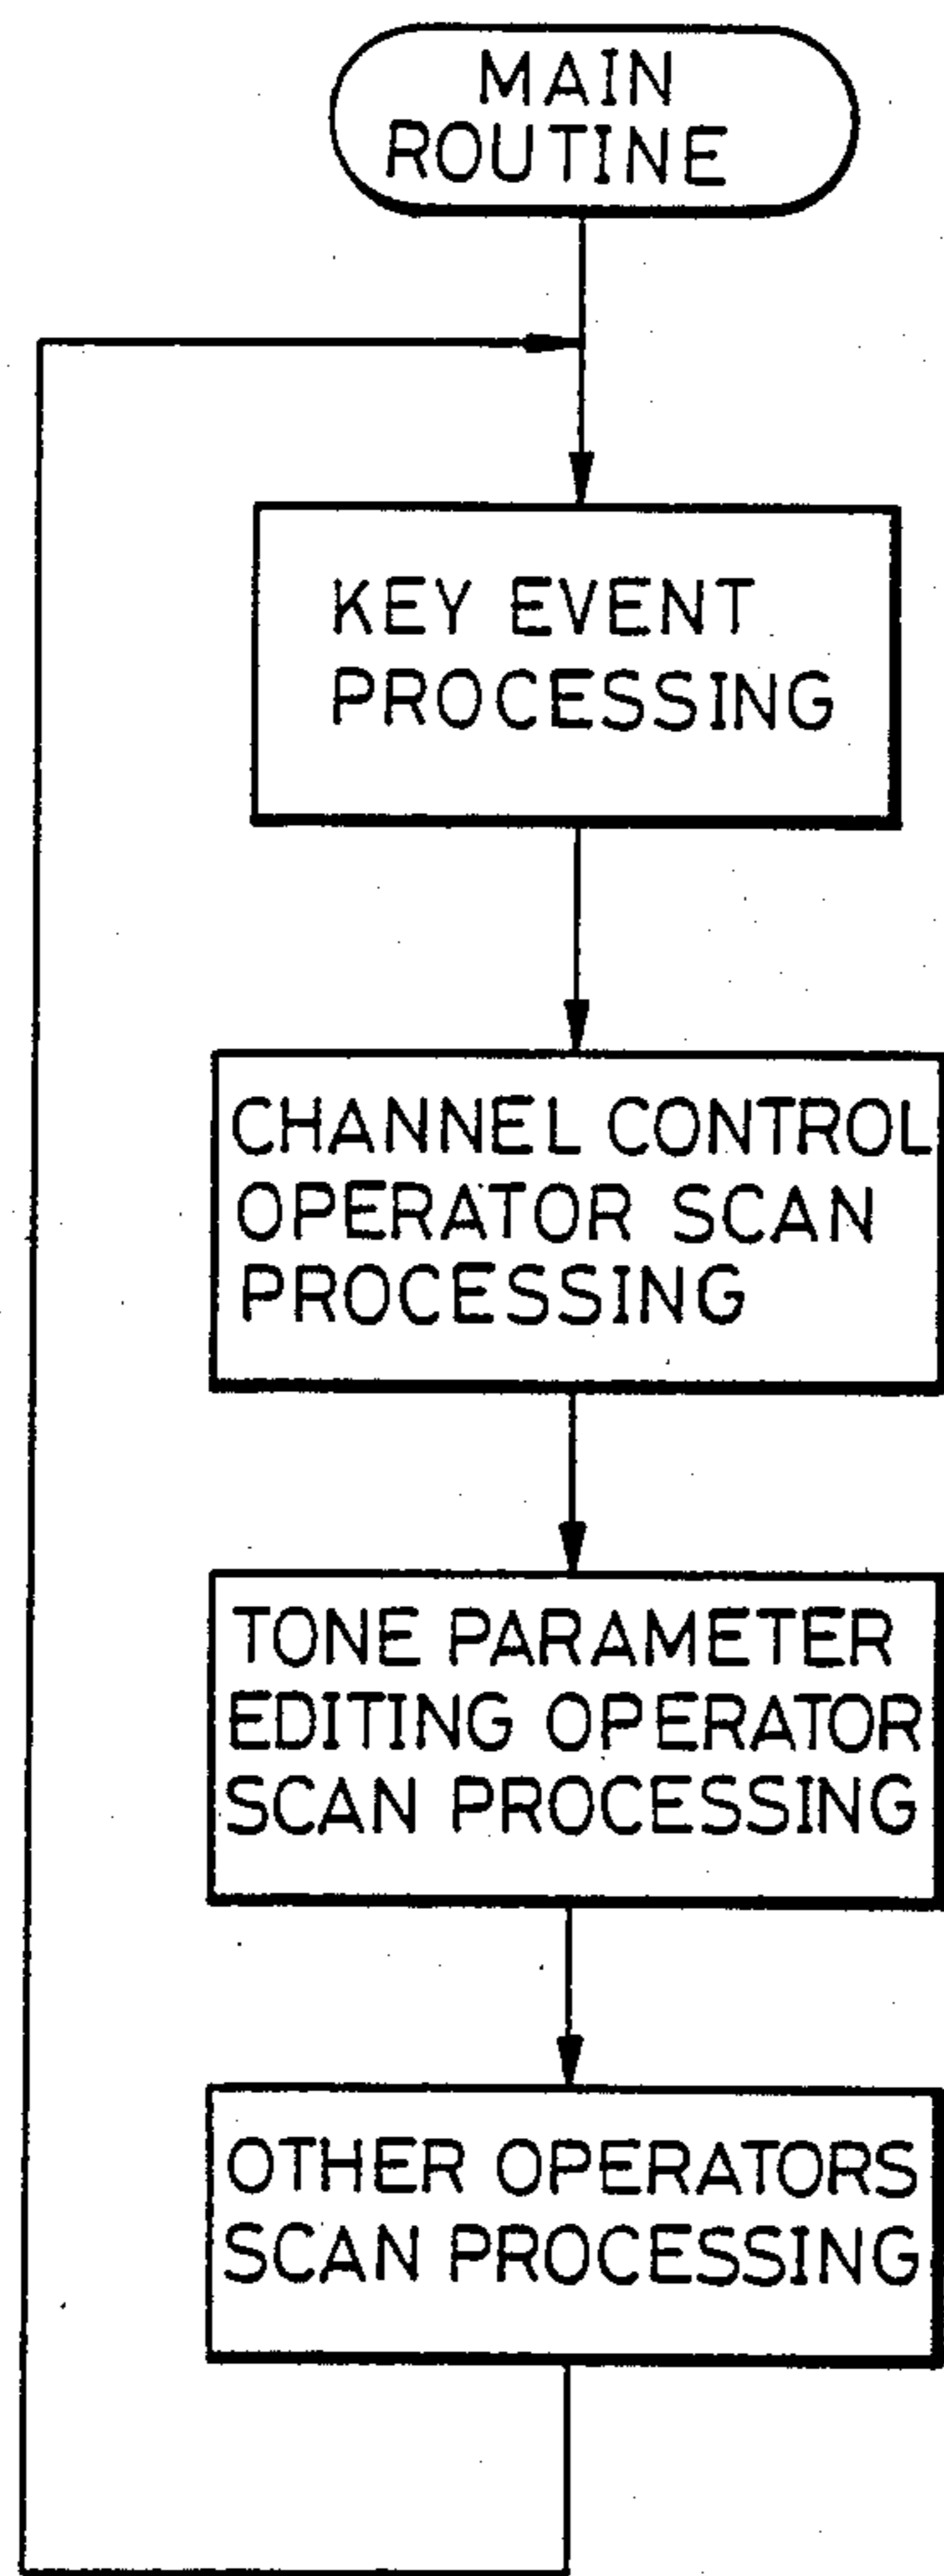 MAIN
ROUTINE
KEY EVENT
PROCESSING
CHANNEL CONTROL
OPERATOR SCAN
PROCESSING
TONE PARAMETER
EDITING OPERATOR
SCAN PROCESSING
OTHER OPERATORS
SCAN PROCESSING